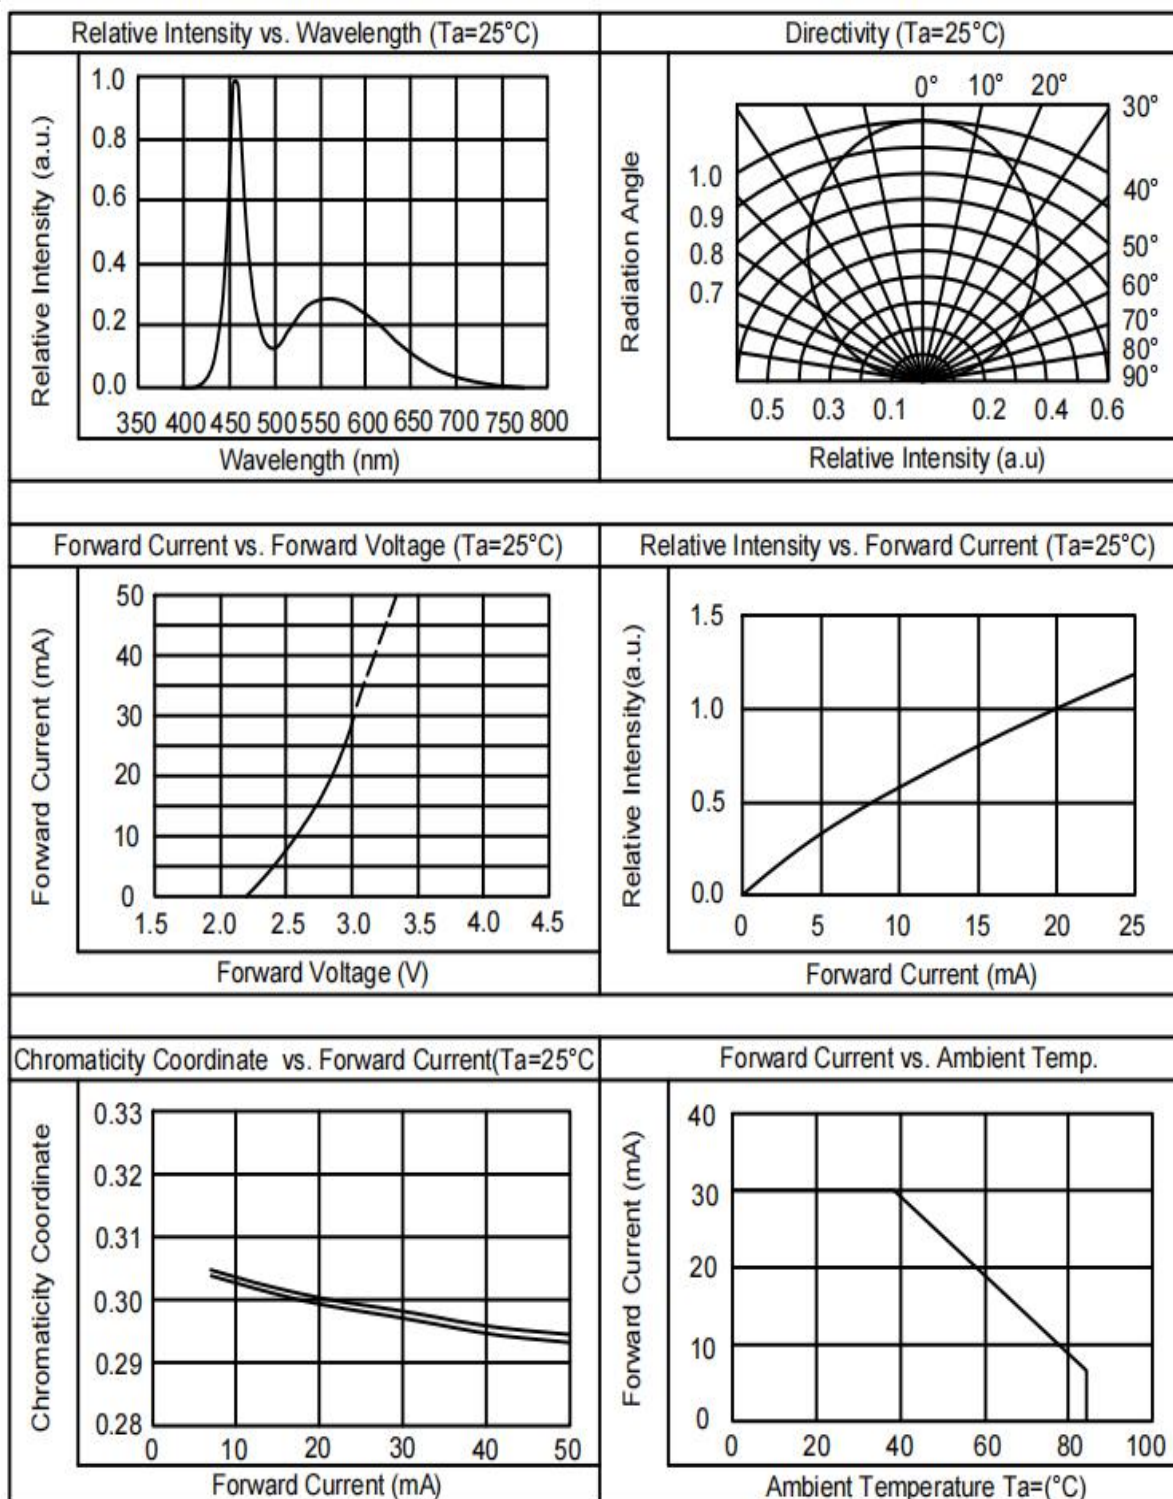 Relative Intensity vs. Wavelength (Ta=25°C)
Relative Intensity (a.u.)
1.0
0.8
0.6
0.4
0.2
0.0
350 400 450 500 550 600 650 700 750 800
Wavelength (nm)
Directivity (Ta=25°C)
Radiation Angle
0° 10° 20°
30°
40°
50°
60°
70°
80°
90°
1.0
0.9
0.8
0.7
0.5 0.3 0.1 0.2 0.4 0.6
Relative Intensity (a.u)
Forward Current vs. Forward Voltage (Ta=25°C)
Forward Current (mA)
50
40
30
20
10
0
1.5 2.0 2.5 3.0 3.5 4.0 4.5
Forward Voltage (V)
Relative Intensity vs. Forward Current (Ta=25°C)
Relative Intensity(a.u.)
1.5
1.0
0.5
0.0
0 5 10 15 20 25
Forward Current (mA)
Chromaticity Coordinate vs. Forward Current(Ta=25°C
Chromaticity Coordinate
0.33
0.32
0.31
0.30
0.29
0.28
0 10 20 30 40 50
Forward Current (mA)
Forward Current vs. Ambient Temp.
Forward Current (mA)
40
30
20
10
0
0 20 40 60 80 100
Ambient Temperature Ta=(°C)